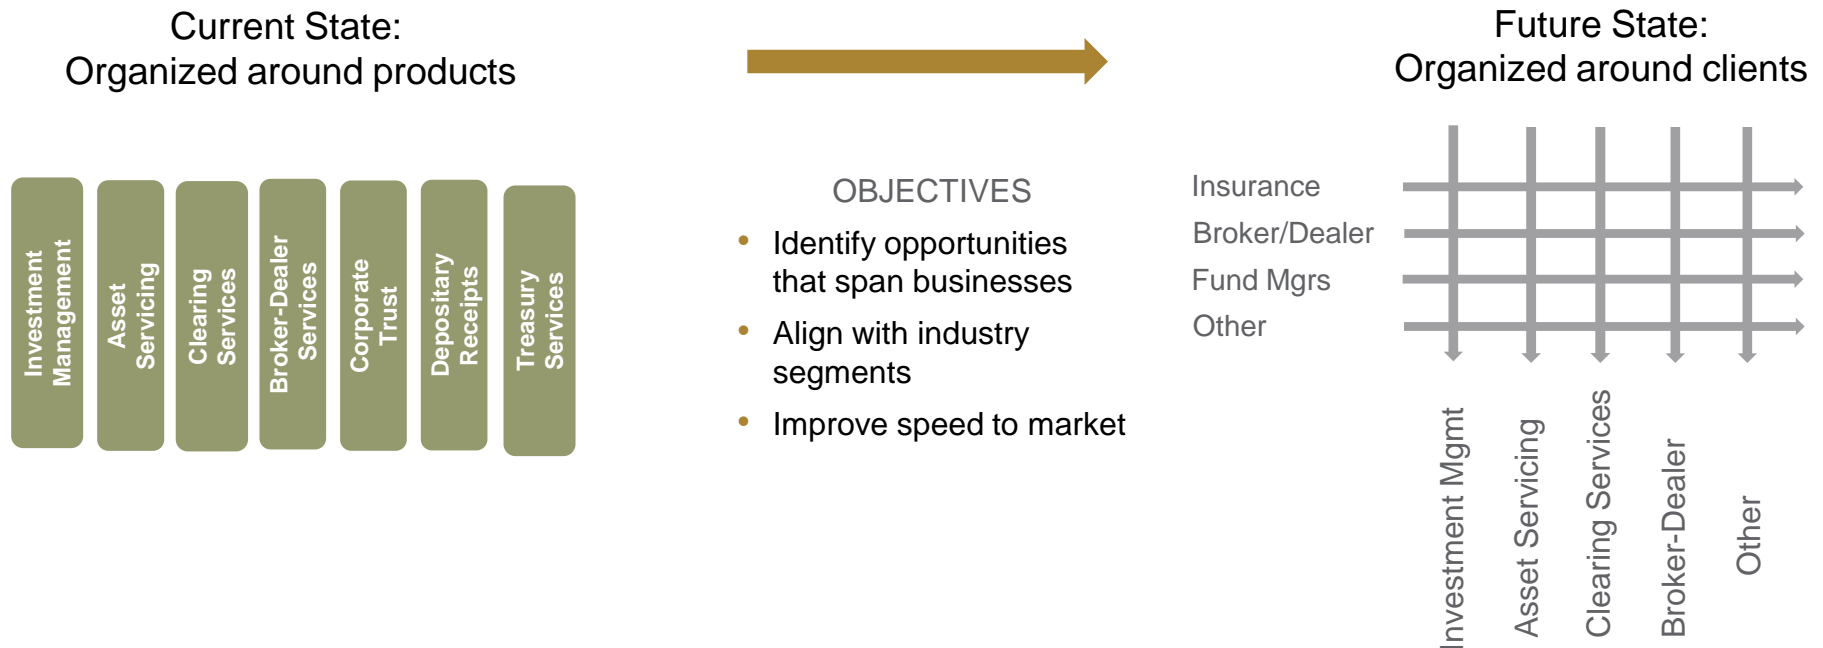 Current State:
Organized around products
Investment
Management
Asset
Servicing
Clearing
Services
Broker-Dealer
Services
Corporate
Trust
Depositary
Receipts
Treasury
Services
OBJECTIVES
• Identify opportunities
that span businesses
• Align with industry
segments
• Improve speed to market
Future State:
Organized around clients
Insurance
Broker/Dealer
Fund Mgrs
Other
Investment Mgmt
Asset Servicing
Clearing Services
Broker-Dealer
Other